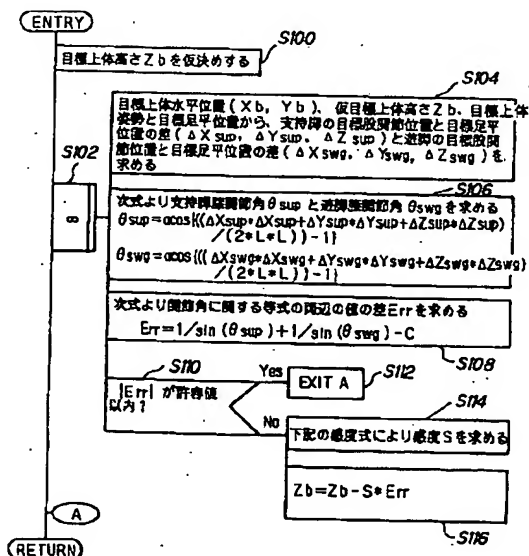 ENTRY
S100
目標上体高さZbを仮決めする
S104
目標上体水平位置(Xb, Yb)、仮目標上体高さZb、目標上体
姿勢と目標足平位置から、支持脚の目標股関節位置と目標足平
位置の差(ΔXsup, ΔYsup, ΔZsup)と遊脚の目標股関
節位置と目標足平位置の差(ΔXswg, ΔYswg, ΔZswg)を
求める
S102
∞
S106
次式より支持脚膝関節角θsupと遊脚膝関節角θswgを求める
θsup=acos{((ΔXsup*ΔXsup+ΔYsup*ΔYsup+ΔZsup*ΔZsup)
/(2*L*L))-1}
θswg=acos{((ΔXswg*ΔXswg+ΔYswg*ΔYswg+ΔZswg*ΔZswg)
/(2*L*L))-1}
次式より関節角に関する等式の両辺の値の差Errを求める
Err=1/sin(θsup)+1/sin(θswg)-C
S108
S110
|Err|が許容値
以内?
Yes
EXIT A
S112
No
S114
下記の感度式により感度Sを求める
Zb=Zb-S*Err
S116
A
RETURN